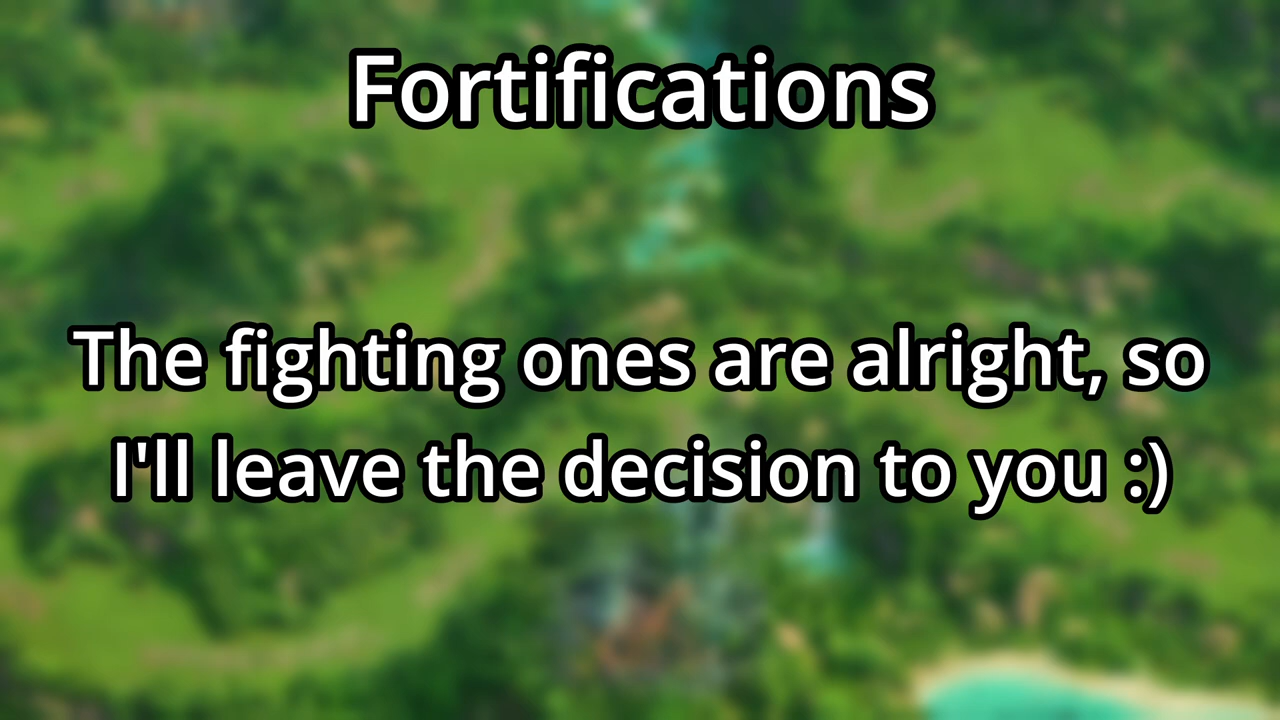 Fortifications
The fighting ones are alright, so
I'll leave the decision to you :)